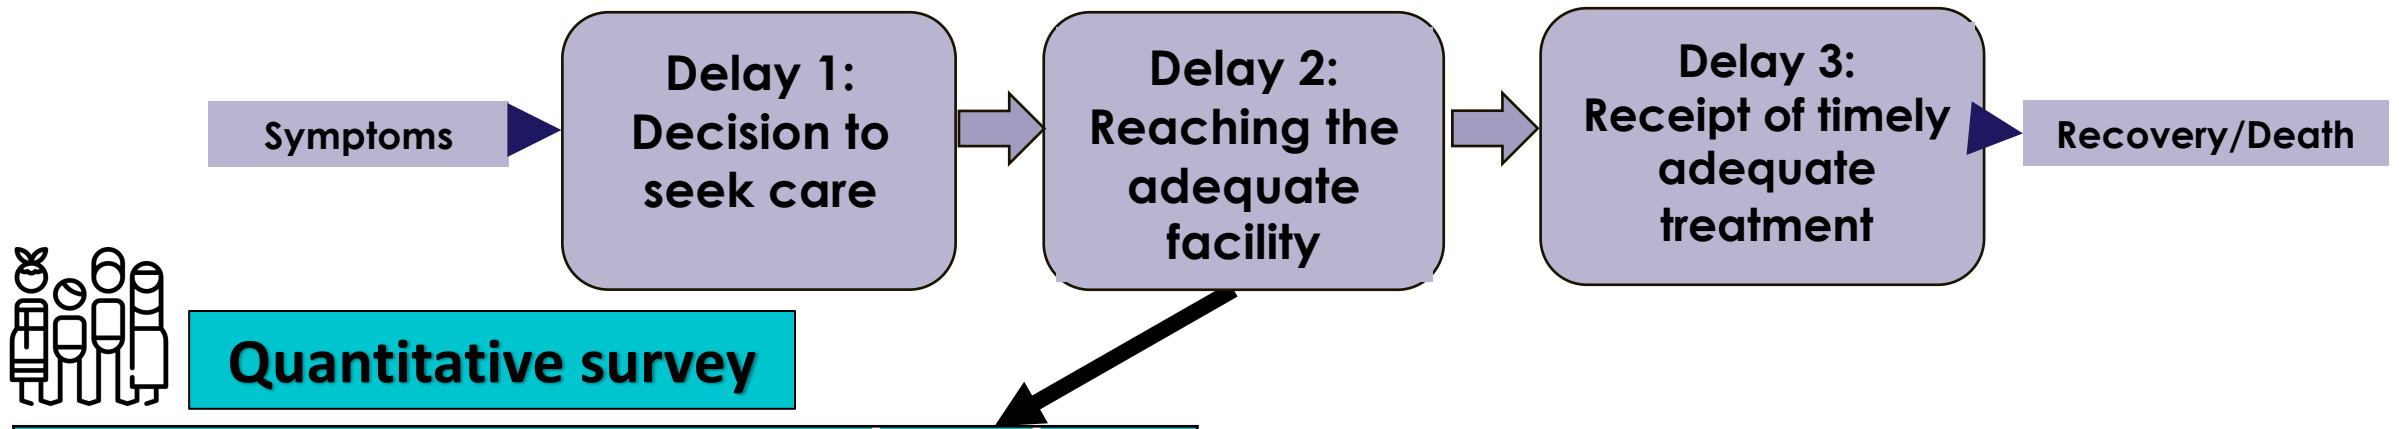 Symptoms
Delay 1:
Decision to
seek care
Delay 2:
Reaching the
adequate
facility
Delay 3:
Receipt of timely
adequate
treatment
Recovery/Death
Quantitative survey